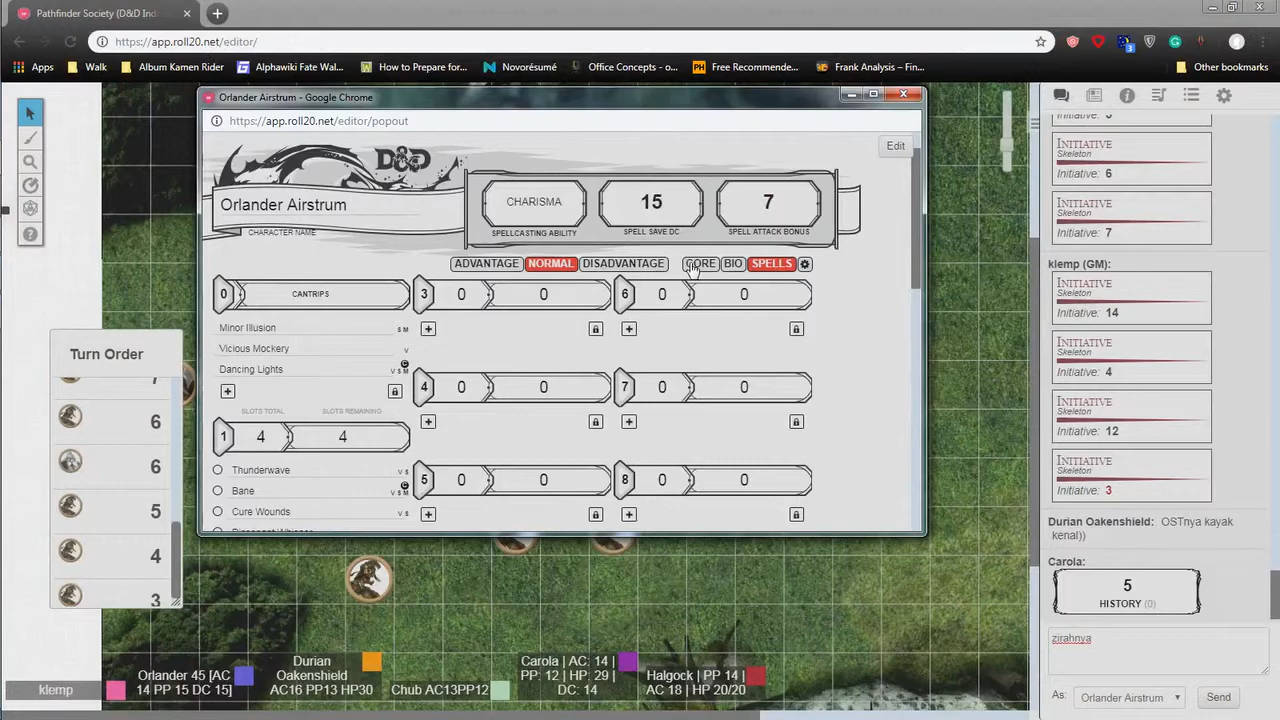 Pathfinder Society (D&D Ind
https://app.roll20.net/editor/
Apps
Walk
Album Kamen Rider
Alphawiki Fate Wal...
How to Prepare for...
Novorésumé
Office Concepts - o...
Free Recommende...
Frank Analysis – Fin...
Other bookmarks
Orlander Airstrum - Google Chrome
https://app.roll20.net/editor/popout
Edit
D&D
Orlander Airstrum
CHARACTER NAME
CHARISMA
SPELLCASTING ABILITY
15
SPELL SAVE DC
7
SPELL ATTACK BONUS
ADVANTAGE NORMAL DISADVANTAGE CORE BIO SPELLS
0 CANTRIPS
Minor Illusion S M
Vicious Mockery V
Dancing Lights V S M C
+
SLOTS TOTAL SLOTS REMAINING
1 4 4
Thunderwave V S
Bane V S M C
Cure Wounds V S
Dissonant Whisper
3 0 0
+
4 0 0
+
5 0 0
+
6 0 0
+
7 0 0
+
8 0 0
+
Turn Order
7
6
6
5
4
3
INITIATIVE
Skeleton
Initiative: 6
Initiative: 7
klemp (GM):
INITIATIVE
Skeleton
Initiative: 14
INITIATIVE
Skeleton
Initiative: 4
INITIATIVE
Skeleton
Initiative: 12
INITIATIVE
Skeleton
Initiative: 3
Durian Oakenshield: OSTnya kayak
kenal))
Carola:
5
HISTORY (0)
zirahnya
As: Orlander Airstrum Send
klemp
Orlander 45 [AC
14 PP 15 DC 15]
Durian
Oakenshield
AC16 PP13 HP30
Chub AC13PP12
Carola | AC: 14 |
PP: 12 | HP: 29 |
DC: 14
Halgock | PP 14 |
AC 18 | HP 20/20